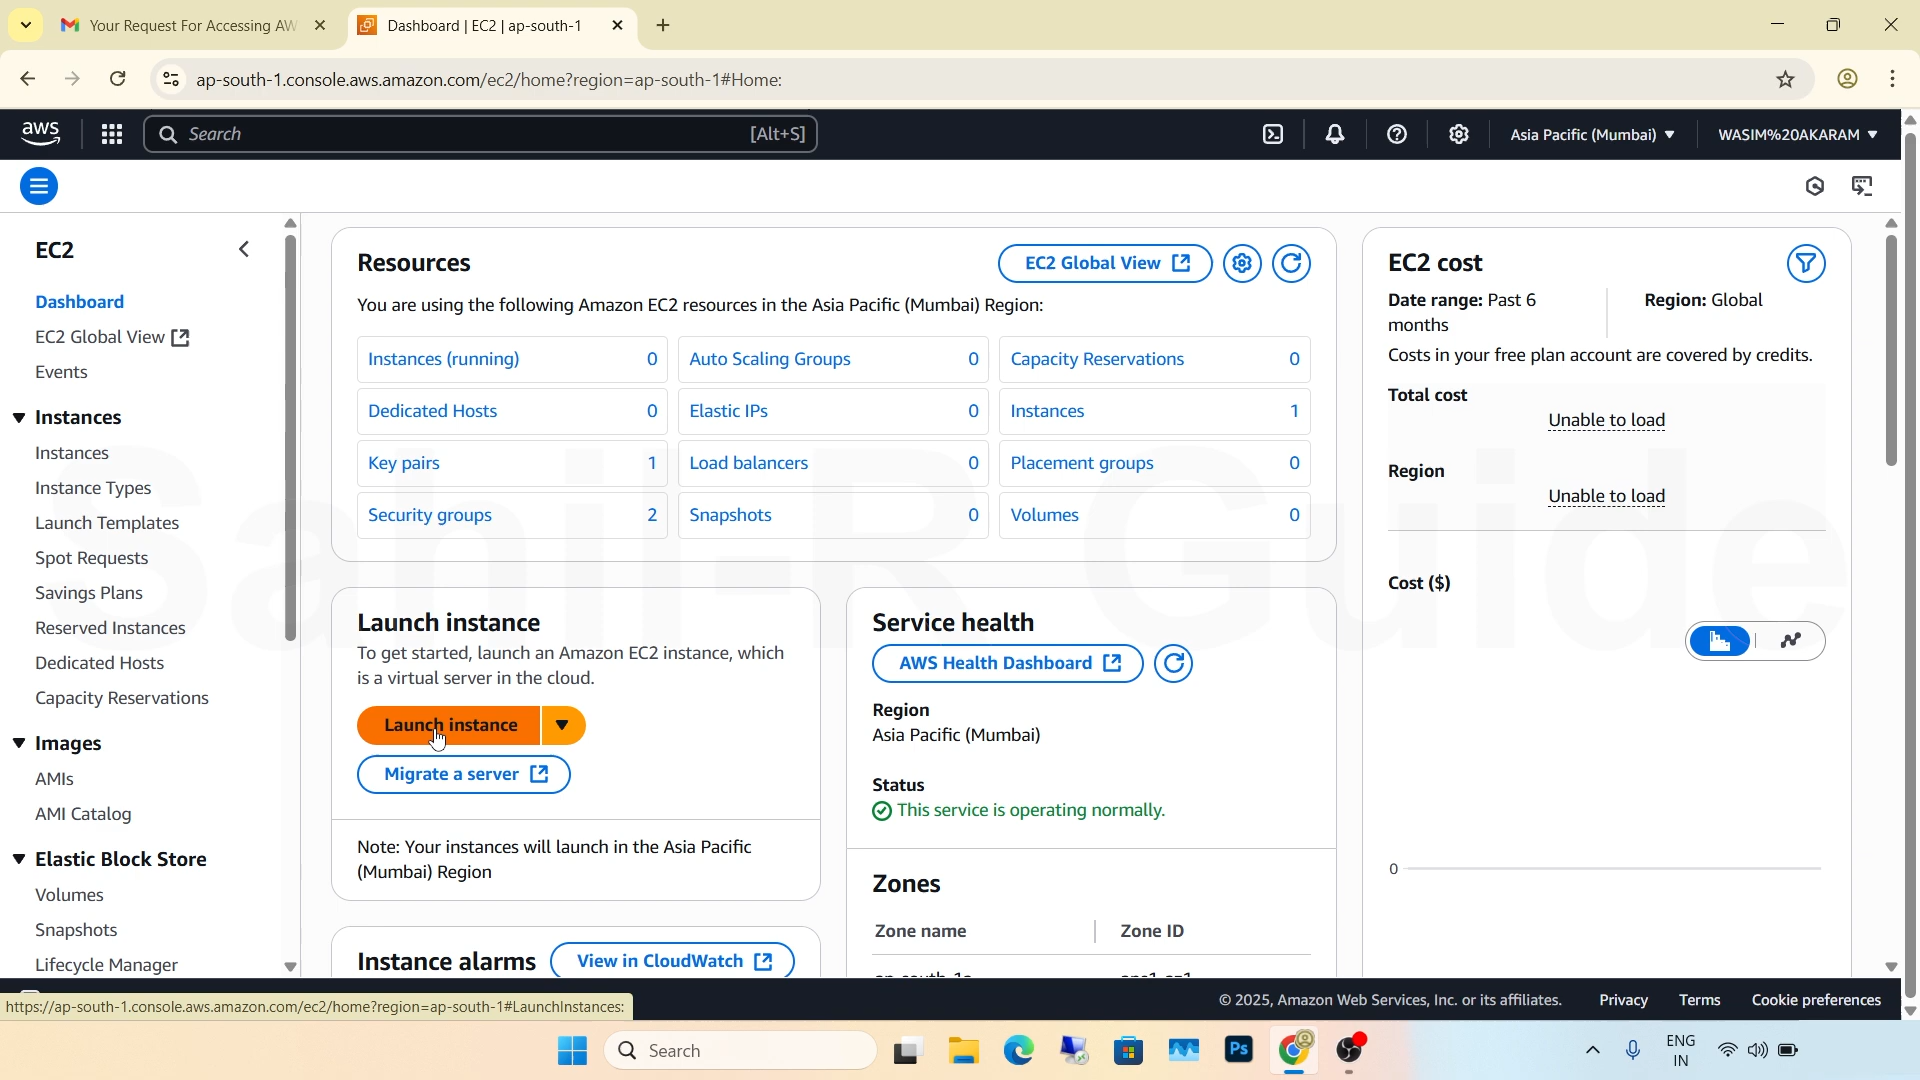 Your Request For Accessing AW
Dashboard | EC2 | ap-south-1
ap-south-1.console.aws.amazon.com/ec2/home?region=ap-south-1#Home:
aws
Search
[Alt+S]
Asia Pacific (Mumbai)
WASIM%20AKARAM
EC2
Dashboard
EC2 Global View
Events
Instances
Instances
Instance Types
Launch Templates
Spot Requests
Savings Plans
Reserved Instances
Dedicated Hosts
Capacity Reservations
Images
AMIs
AMI Catalog
Elastic Block Store
Volumes
Snapshots
Lifecycle Manager
Resources
EC2 Global View
You are using the following Amazon EC2 resources in the Asia Pacific (Mumbai) Region:
Instances (running) 0
Auto Scaling Groups 0
Capacity Reservations 0
Dedicated Hosts 0
Elastic IPs 0
Instances 1
Key pairs 1
Load balancers 0
Placement groups 0
Security groups 2
Snapshots 0
Volumes 0
Launch instance
To get started, launch an Amazon EC2 instance, which
is a virtual server in the cloud.
Launch instance
Migrate a server
Note: Your instances will launch in the Asia Pacific
(Mumbai) Region
Instance alarms
View in CloudWatch
Service health
AWS Health Dashboard
Region
Asia Pacific (Mumbai)
Status
This service is operating normally.
Zones
Zone name
Zone ID
EC2 cost
Date range: Past 6
months
Region: Global
Costs in your free plan account are covered by credits.
Total cost
Unable to load
Region
Unable to load
Cost ($)
0
Sahil-R Guide
https://ap-south-1.console.aws.amazon.com/ec2/home?region=ap-south-1#LaunchInstances:
© 2025, Amazon Web Services, Inc. or its affiliates.
Privacy
Terms
Cookie preferences
Search
Ps
ENG
IN